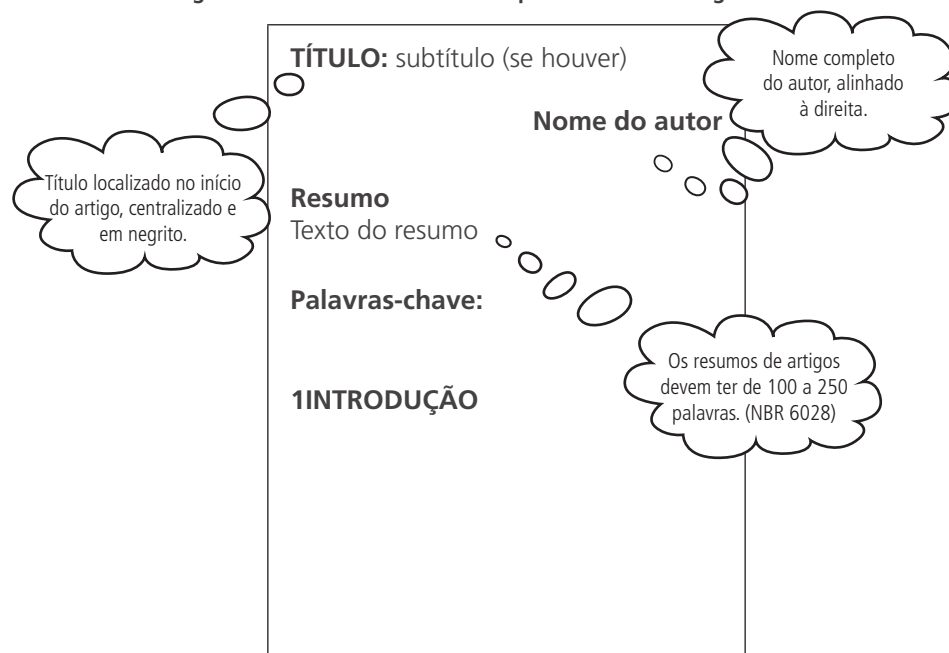 TÍTULO: subtítulo (se houver)
Nome completo
do autor, alinhado
à direita.
Nome do autor
Título localizado no início
do artigo, centralizado e
em negrito.
Resumo
Texto do resumo
Palavras-chave:
Os resumos de artigos
devem ter de 100 a 250
palavras. (NBR 6028)
1INTRODUÇÃO